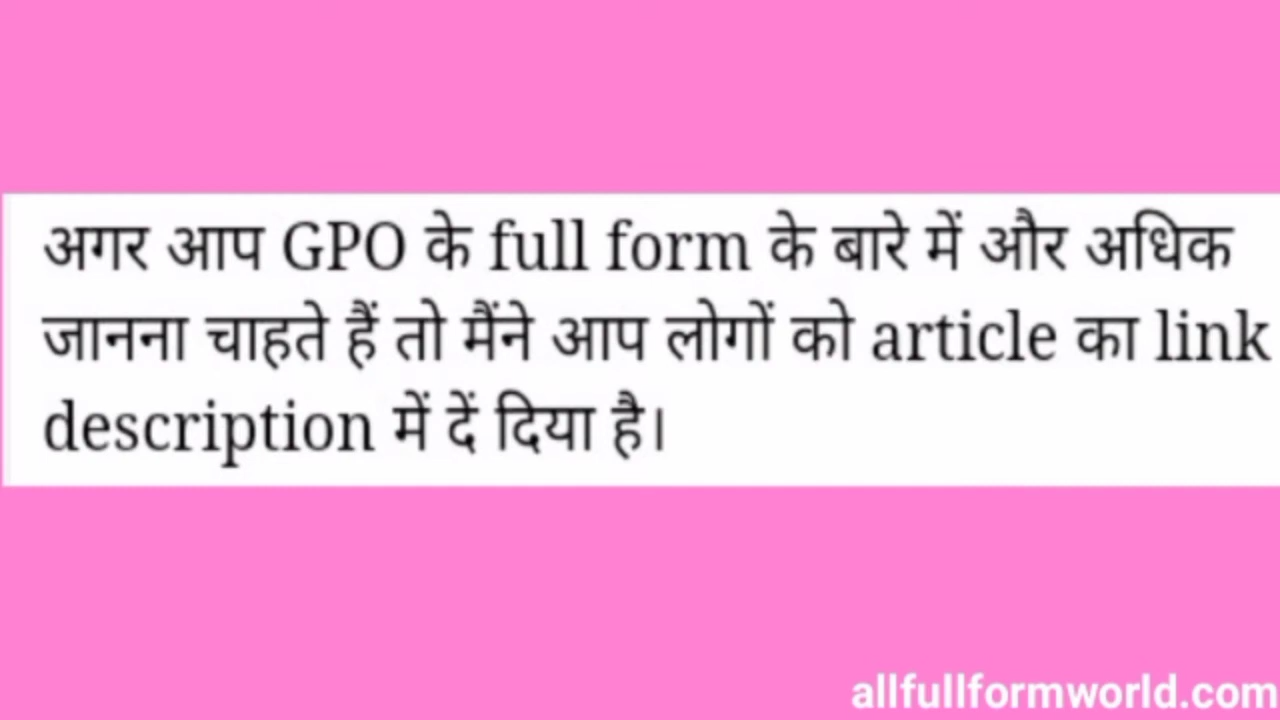 अगर आप GPO के full form के बारे में और अधिक
जानना चाहते हैं तो मैंने आप लोगों को article का link
description में दें दिया है।
allfullformworld.com